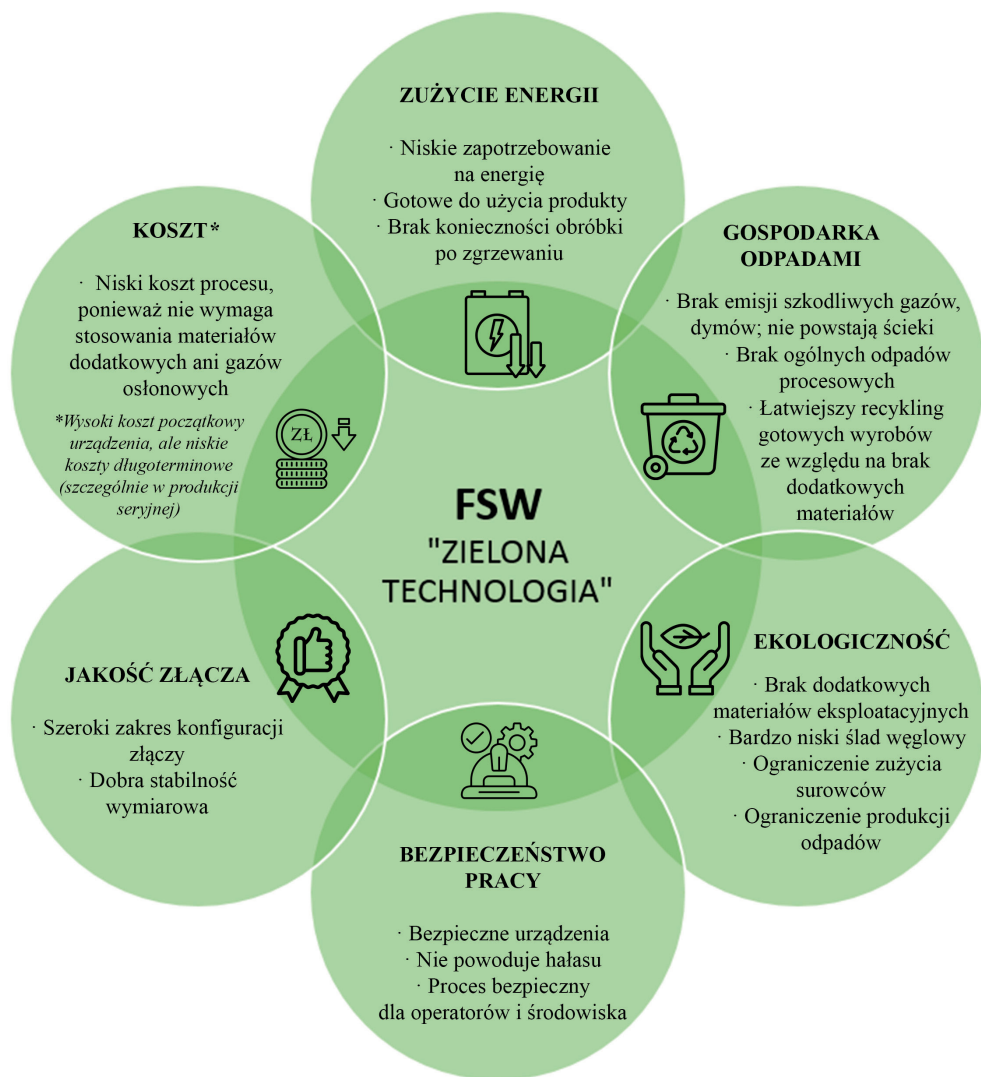 ZUŻYCIE ENERGII
· Niskie zapotrzebowanie
na energię
· Gotowe do użycia produkty
· Brak konieczności obróbki
po zgrzewaniu
KOSZT*
· Niski koszt procesu,
ponieważ nie wymaga
stosowania materiałów
dodatkowych ani gazów
osłonowych
*Wysoki koszt początkowy
urządzenia, ale niskie
koszty długoterminowe
(szczególnie w produkcji
seryjnej)
ZŁ
GOSPODARKA
ODPADAMI
· Brak emisji szkodliwych gazów,
dymów; nie powstają ścieki
· Brak ogólnych odpadów
procesowych
· Łatwiejszy recykling
gotowych wyrobów
ze względu na brak
dodatkowych
materiałów
FSW
"ZIELONA
TECHNOLOGIA"
JAKOŚĆ ZŁĄCZA
· Szeroki zakres konfiguracji
złączy
· Dobra stabilność
wymiarowa
EKOLOGICZNOŚĆ
· Brak dodatkowych
materiałów eksploatacyjnych
· Bardzo niski ślad węglowy
· Ograniczenie zużycia
surowców
· Ograniczenie produkcji
odpadów
BEZPIECZEŃSTWO
PRACY
· Bezpieczne urządzenia
· Nie powoduje hałasu
· Proces bezpieczny
dla operatorów i środowiska